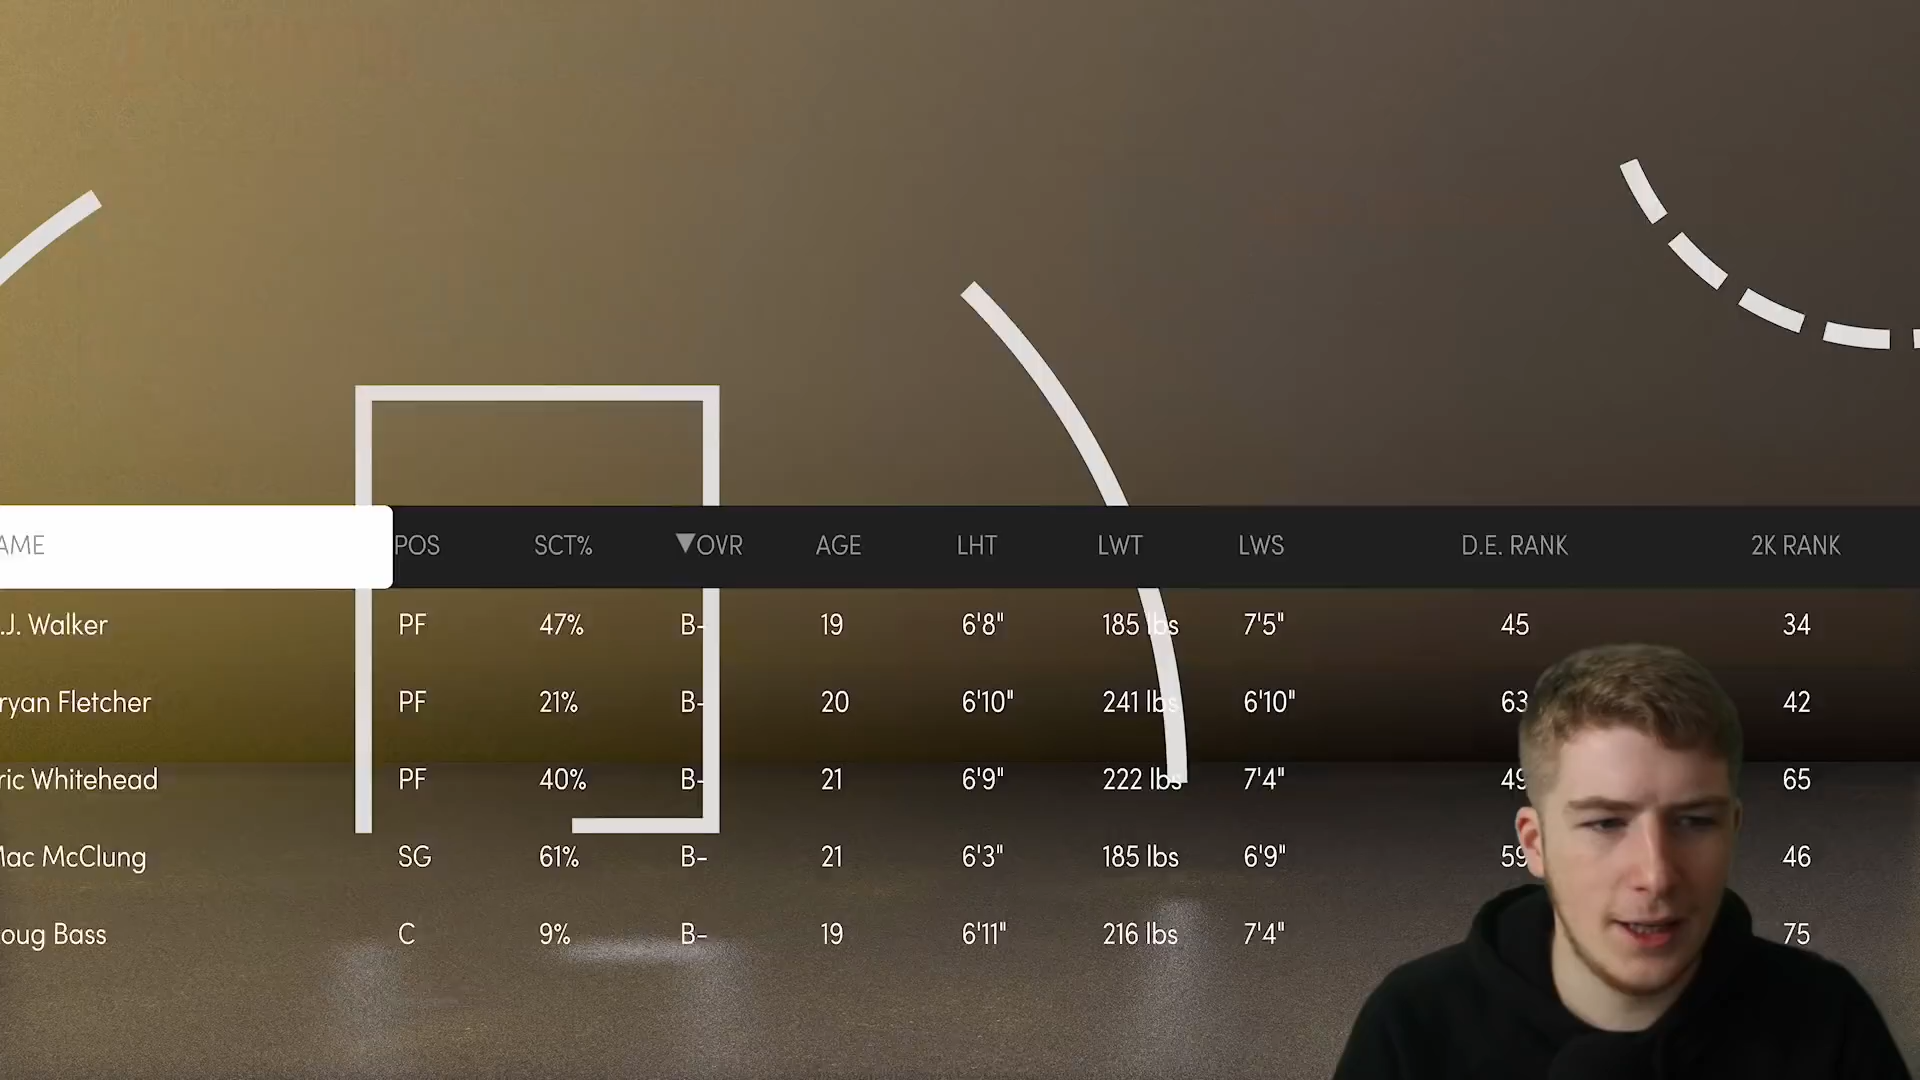 AME POS SCT% ▼OVR AGE LHT LWT LWS D.E. RANK 2K RANK
.J. Walker PF 47% B- 19 6'8" 185 lbs 7'5" 45 34
ryan Fletcher PF 21% B- 20 6'10" 241 lbs 6'10" 63 42
ric Whitehead PF 40% B- 21 6'9" 222 lbs 7'4" 49 65
Mac McClung SG 61% B- 21 6'3" 185 lbs 6'9" 59 46
oug Bass C 9% B- 19 6'11" 216 lbs 7'4" 75